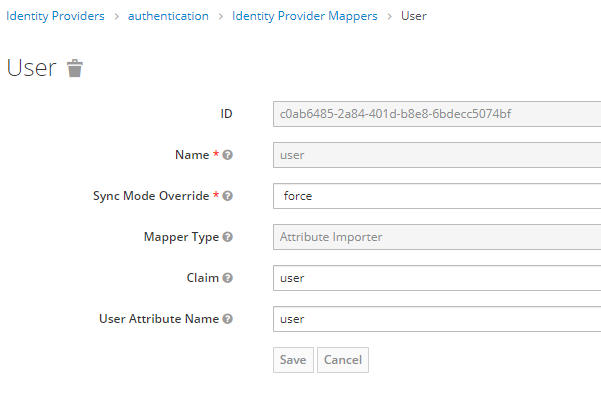 Identity Providers > authentication > Identity Provider Mappers > User
User
ID c0ab6485-2a84-401d-b8e8-6bdecc5074bf
Name * user
Sync Mode Override * force
Mapper Type Attribute Importer
Claim user
User Attribute Name user
Save Cancel